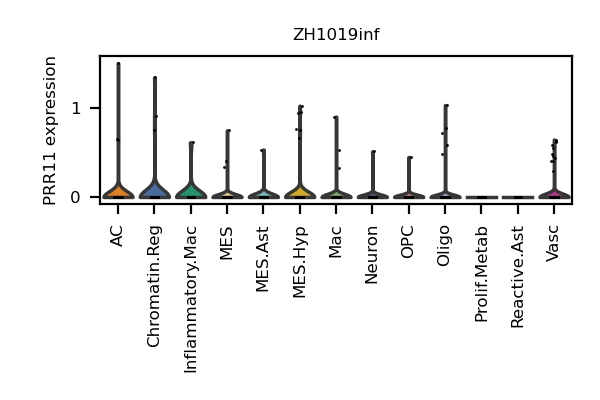 ZH1019inf
PRR11 expression
1
0
AC
Chromatin.Reg
Inflammatory.Mac
MES
MES.Ast
MES.Hyp
Mac
Neuron
OPC
Oligo
Prolif.Metab
Reactive.Ast
Vasc